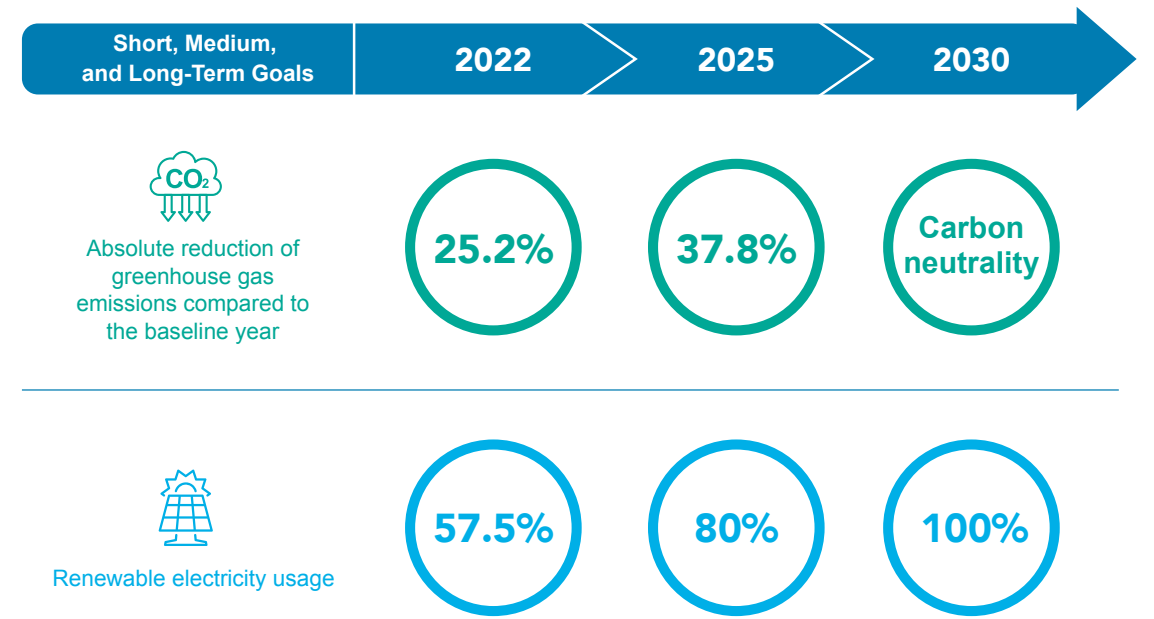 Short, Medium,
and Long-Term Goals
2022
2025
2030
CO₂
Absolute reduction of
greenhouse gas
emissions compared to
the baseline year
25.2%
37.8%
Carbon
neutrality
Renewable electricity usage
57.5%
80%
100%